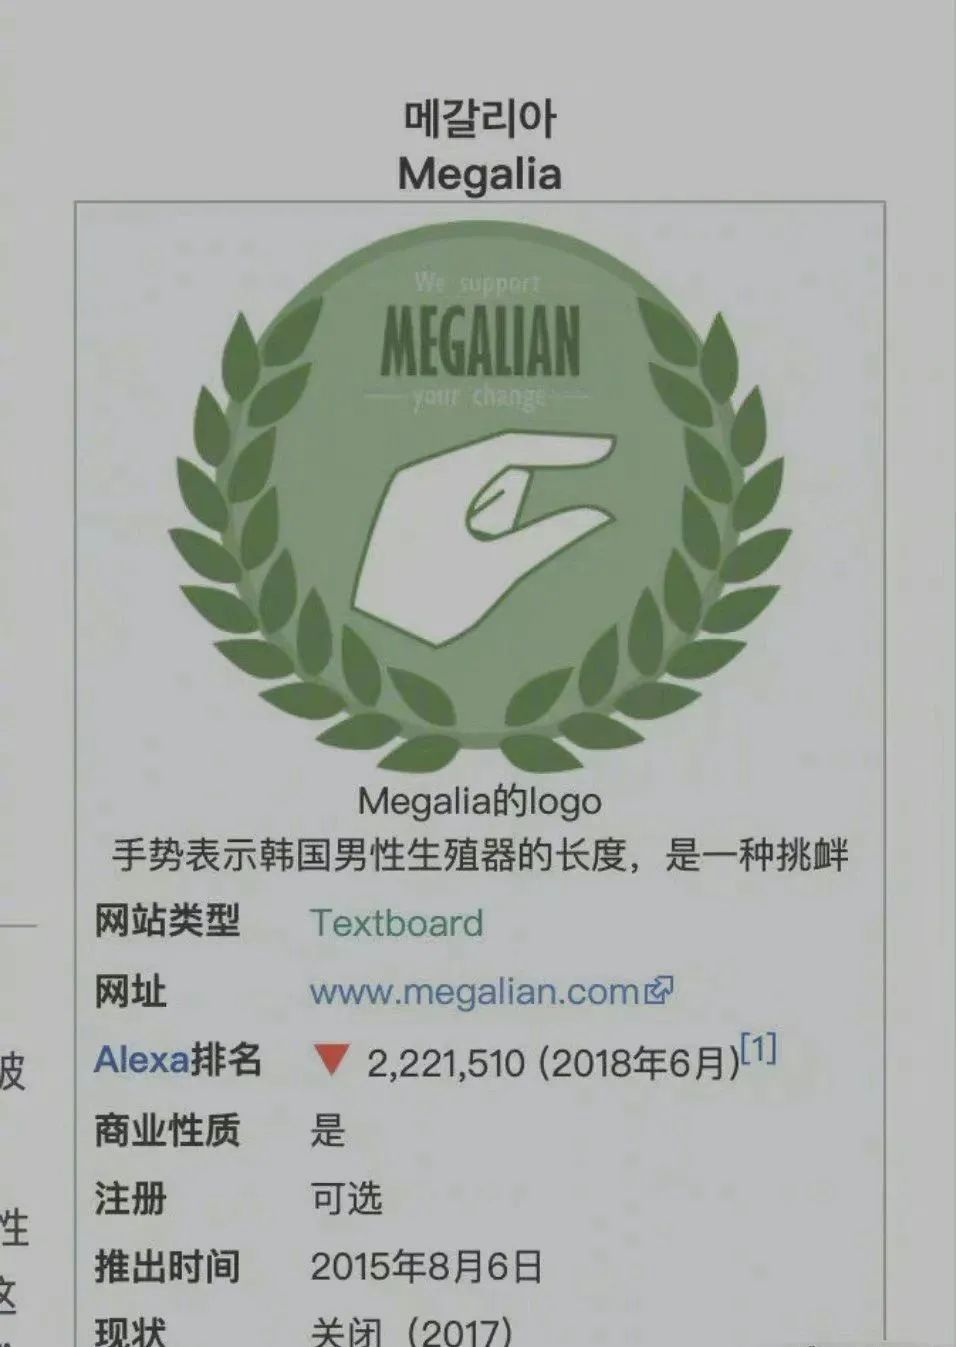 메갈리아
Megalia
We support
MEGALIAN
your change
Megalia的logo
手势表示韩国男性生殖器的长度，是一种挑衅
网站类型 Textboard
网址 www.megalian.com
Alexa排名 ▼ 2,221,510 (2018年6月)[1]
波
商业性质 是
注册 可选
性
推出时间 2015年8月6日
这
现状 关闭（2017）